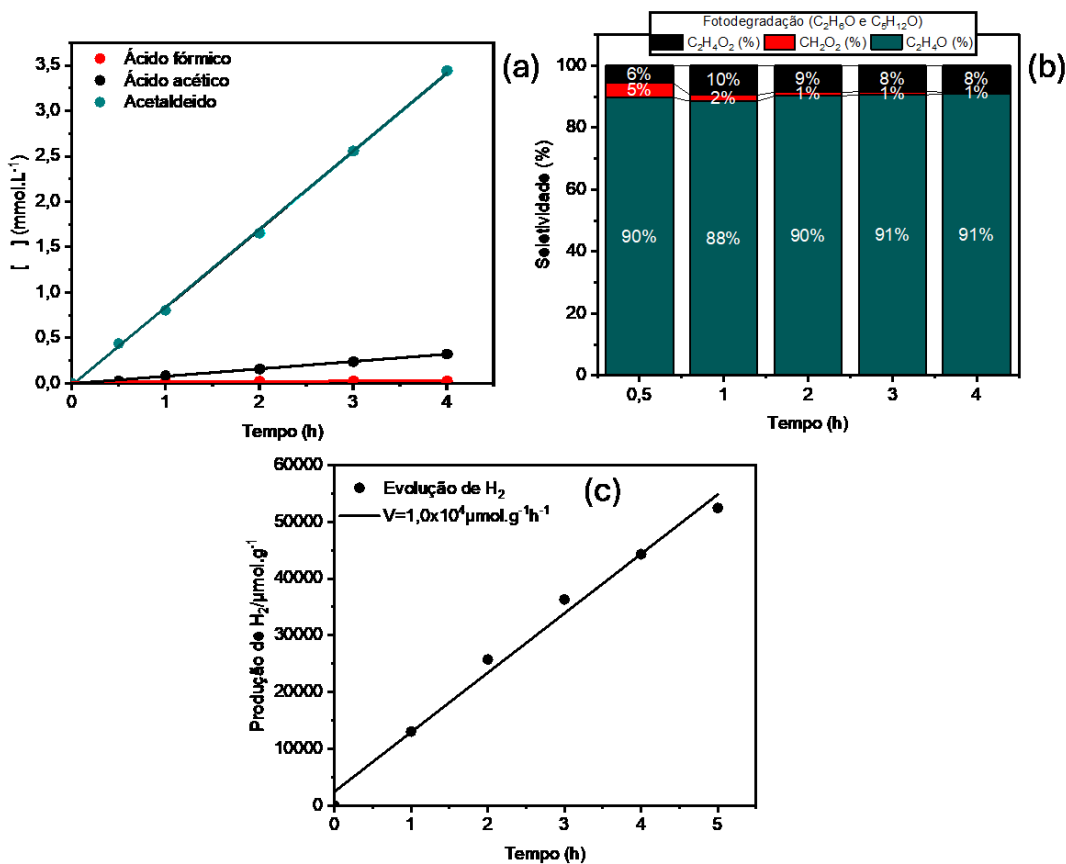 (a)
Ácido fórmico
Ácido acético
Acetaldeido
[ ] (mmol.L⁻¹)
3,5
3,0
2,5
2,0
1,5
1,0
0,5
0,0
0 1 2 3 4
Tempo (h)
(b)
Fotodegradação (C₂H₆O e C₅H₁₂O)
C₂H₄O₂ (%) CH₂O₂ (%) C₂H₄O (%)
Seletividade (%)
100
80
60
40
20
0
6% 10% 9% 8% 8%
5% 2% 1% 1% 1%
90% 88% 90% 91% 91%
0,5 1 2 3 4
Tempo (h)
(c)
Evolução de H₂
V=1,0x10⁴µmol.g⁻¹h⁻¹
Produção de H₂/µmol.g⁻¹
60000
50000
40000
30000
20000
10000
0
0 1 2 3 4 5
Tempo (h)